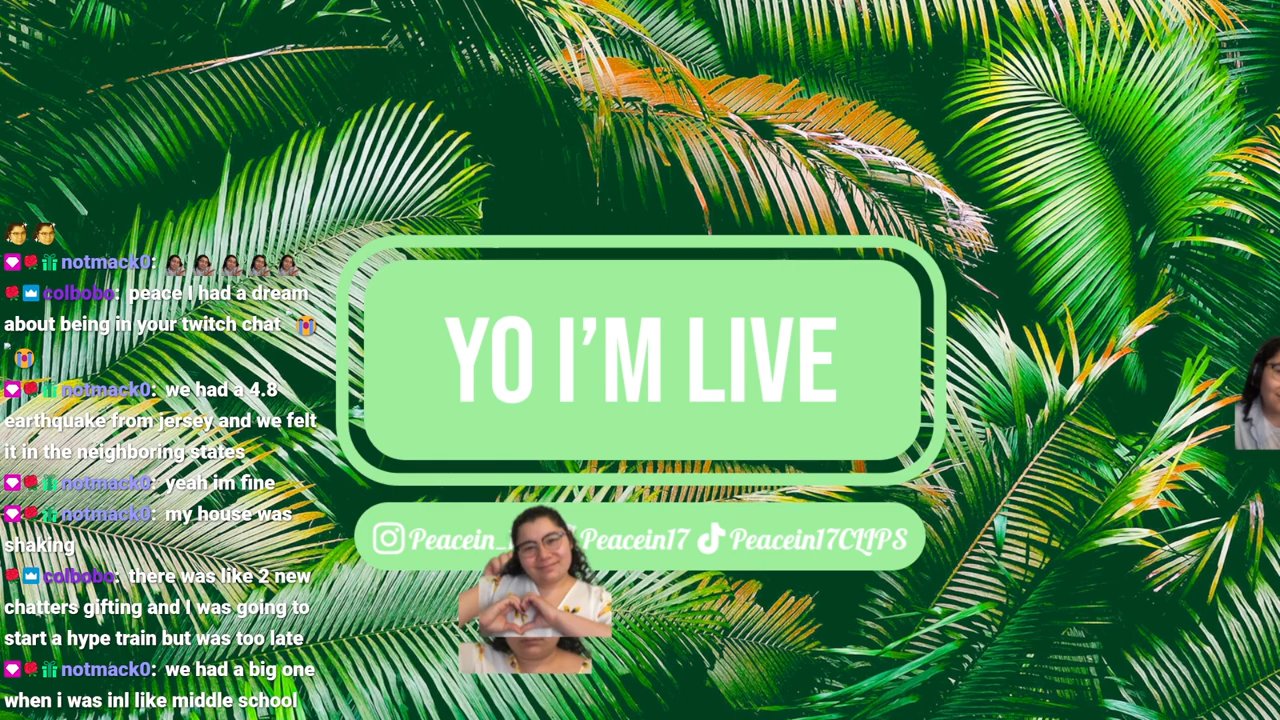 notmack0:
colbobo: peace I had a dream
about being in your twitch chat
notmack0: we had a 4.8
earthquake from jersey and we felt
it in the neighboring states
notmack0: yeah im fine
notmack0: my house was
shaking
colbobo: there was like 2 new
chatters gifting and I was going to
start a hype train but was too late
notmack0: we had a big one
when i was inl like middle school
YO I'M LIVE
Peacein_ Peacein17 Peacein17CLIPS